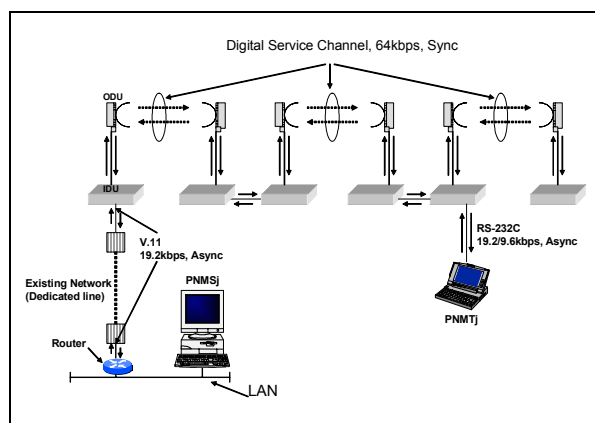 Digital Service Channel, 64kbps, Sync
ODU
IDU
V.11
19.2kbps, Async
RS-232C
19.2/9.6kbps, Async
Existing Network
(Dedicated line)
PNMSj
PNMTj
Router
LAN